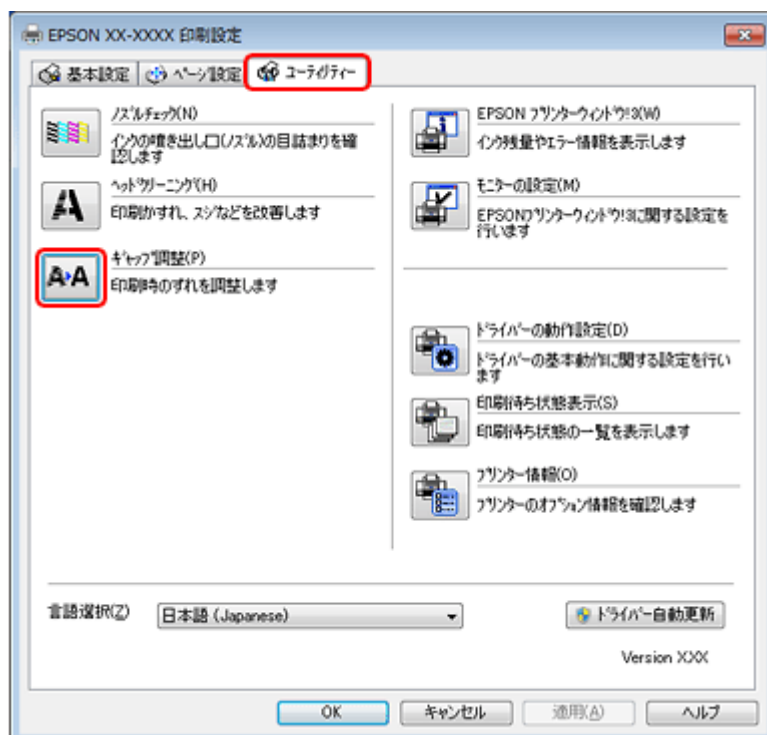 EPSON XX-XXXX 印刷設定
基本設定 ページ設定 ユーティリティー
ノズルチェック(N)
インクの噴き出し口(ノズル)の目詰まりを確
認します
ヘッドクリーニング(H)
印刷かすれ、スジなどを改善します
ギャップ調整(P)
A▶A
印刷時のずれを調整します
EPSON プリンターウィンドウ!3(W)
インク残量やエラー情報を表示します
モニターの設定(M)
EPSONプリンターウィンドウ!3に関する設定を
行います
ドライバーの動作設定(D)
ドライバーの基本動作に関する設定を行い
ます
印刷待ち状態表示(S)
印刷待ち状態の一覧を表示します
プリンター情報(O)
プリンターのオプション情報を確認します
言語選択(Z) 日本語 (Japanese) ドライバー自動更新
Version X.XX
OK キャンセル 適用(A) ヘルプ